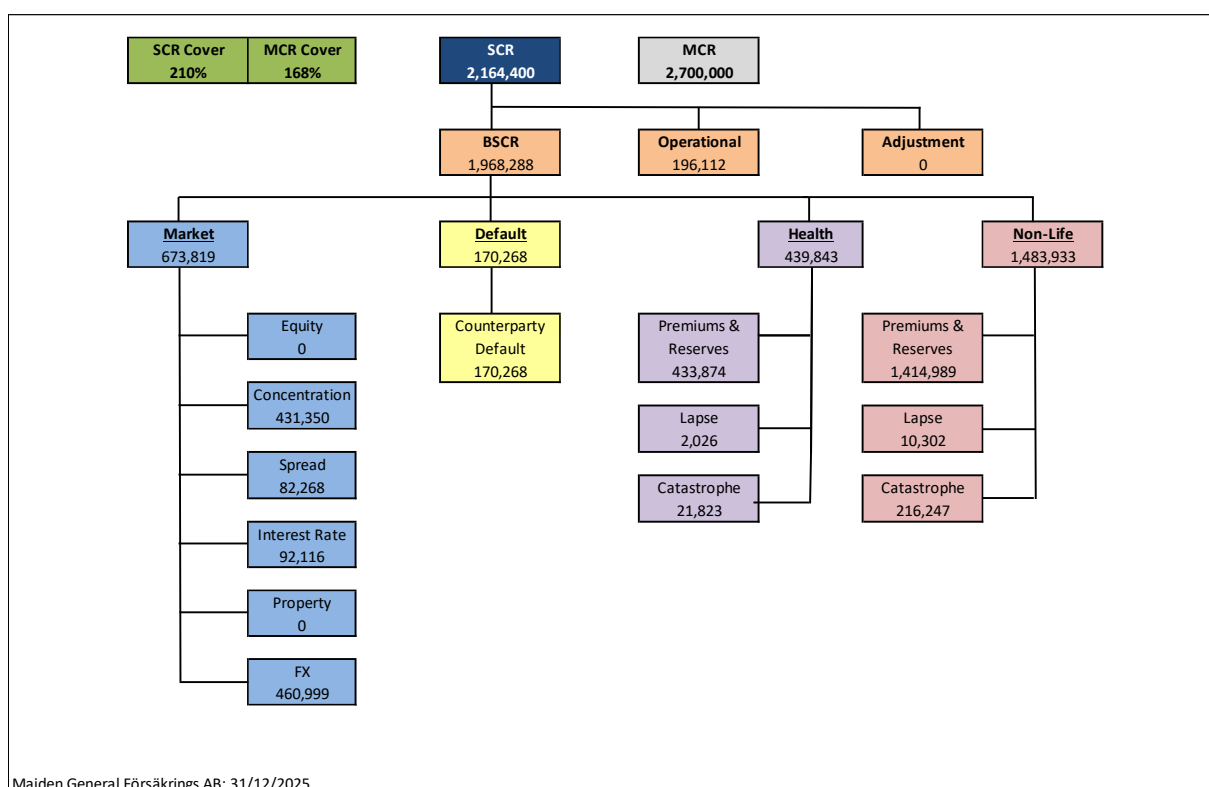 SCR Cover
210%
MCR Cover
168%
SCR
2,164,400
MCR
2,700,000
BSCR
1,968,288
Operational
196,112
Adjustment
0
Market
673,819
Default
170,268
Health
439,843
Non-Life
1,483,933
Equity
0
Concentration
431,350
Spread
82,268
Interest Rate
92,116
Property
0
FX
460,999
Counterparty
Default
170,268
Premiums &
Reserves
433,874
Lapse
2,026
Catastrophe
21,823
Premiums &
Reserves
1,414,989
Lapse
10,302
Catastrophe
216,247
Maiden General Försäkrings AB: 31/12/2025